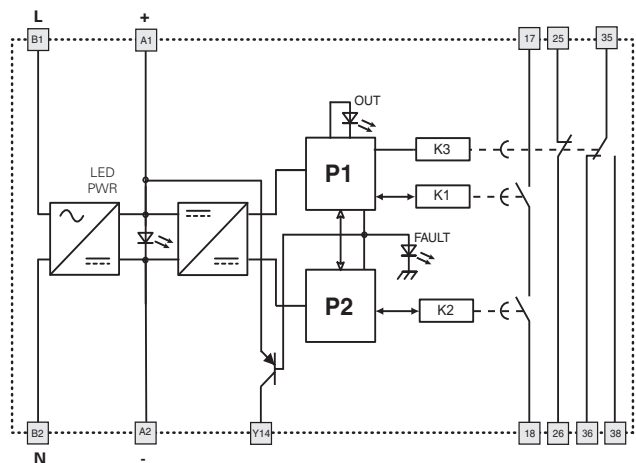 L +
B1 A1 17 25 35
OUT
LED
PWR
P1
K3
K1
FAULT
P2
K2
B2 A2 Y14 18 26 36 38
N -